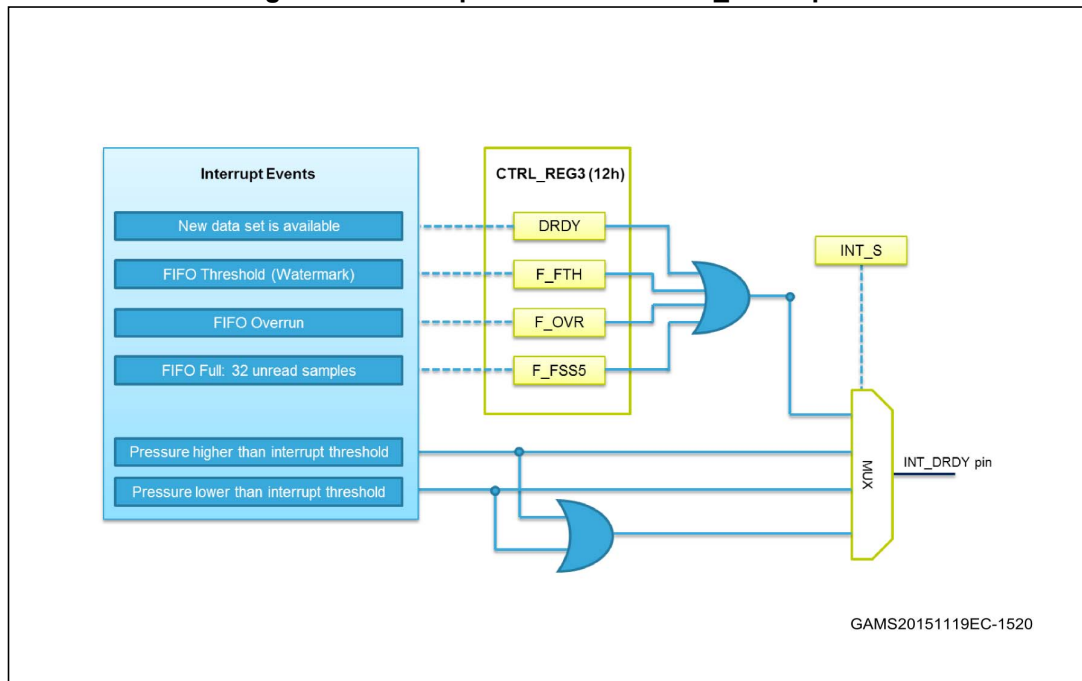 Interrupt Events
CTRL_REG3 (12h)
New data set is available
DRDY
FIFO Threshold (Watermark)
F_FTH
INT_S
FIFO Overrun
F_OVR
FIFO Full: 32 unread samples
F_FSS5
Pressure higher than interrupt threshold
Pressure lower than interrupt threshold
MUX
INT_DRDY pin
GAMS20151119EC-1520